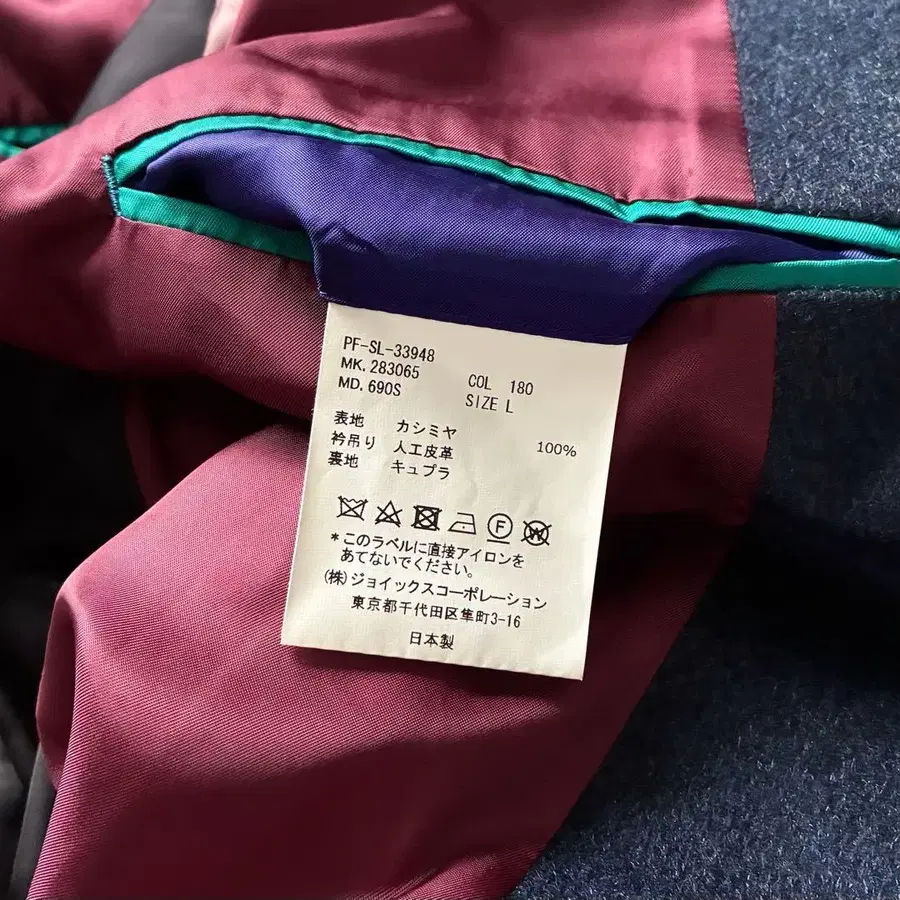 PF-SL-33948
MK. 283065 COL 180
MD. 690S SIZE L
表地 カシミヤ 100%
衿吊り 人工皮革
裏地 キュプラ
F W
*このラベルに直接アイロンを
あてないでください。
(株)ジョイックスコーポレーション
東京都千代田区隼町3-16
日本製